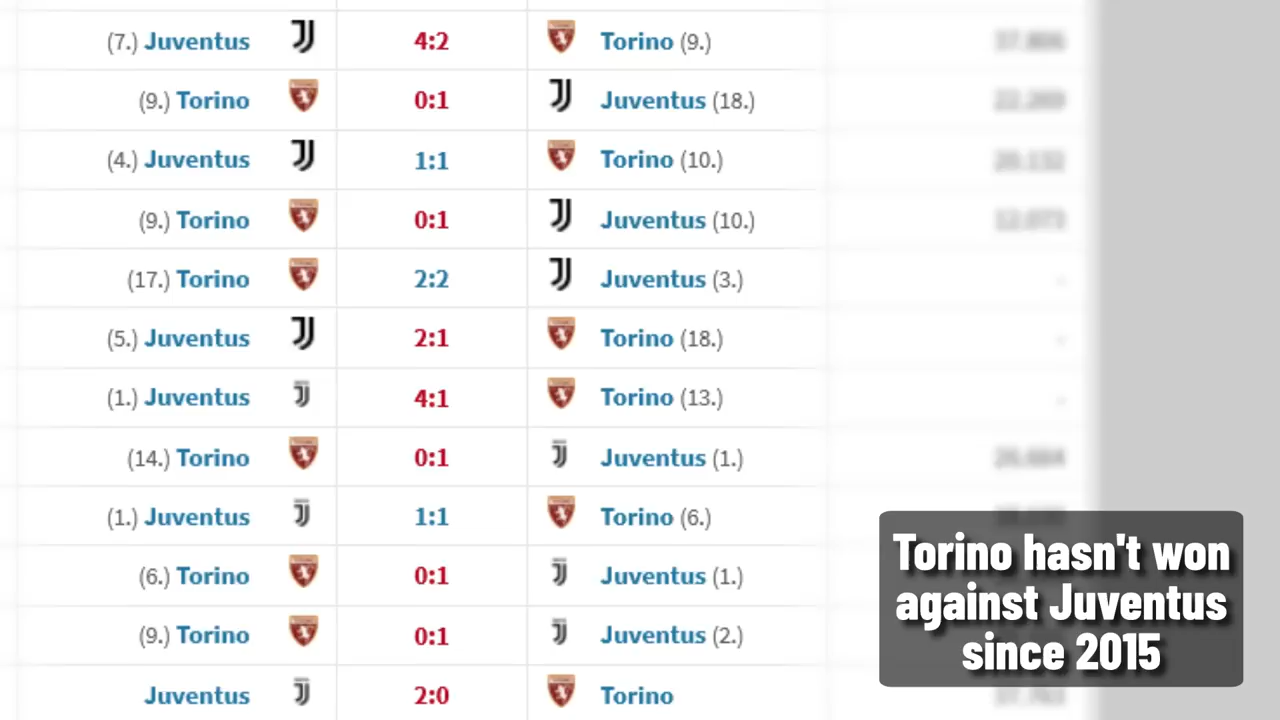 (7.) Juventus 4:2 Torino (9.)
(9.) Torino 0:1 Juventus (18.)
(4.) Juventus 1:1 Torino (10.)
(9.) Torino 0:1 Juventus (10.)
(17.) Torino 2:2 Juventus (3.)
(5.) Juventus 2:1 Torino (18.)
(1.) Juventus 4:1 Torino (13.)
(14.) Torino 0:1 Juventus (1.)
(1.) Juventus 1:1 Torino (6.)
(6.) Torino 0:1 Juventus (1.)
(9.) Torino 0:1 Juventus (2.)
Juventus 2:0 Torino
Torino hasn't won
against Juventus
since 2015